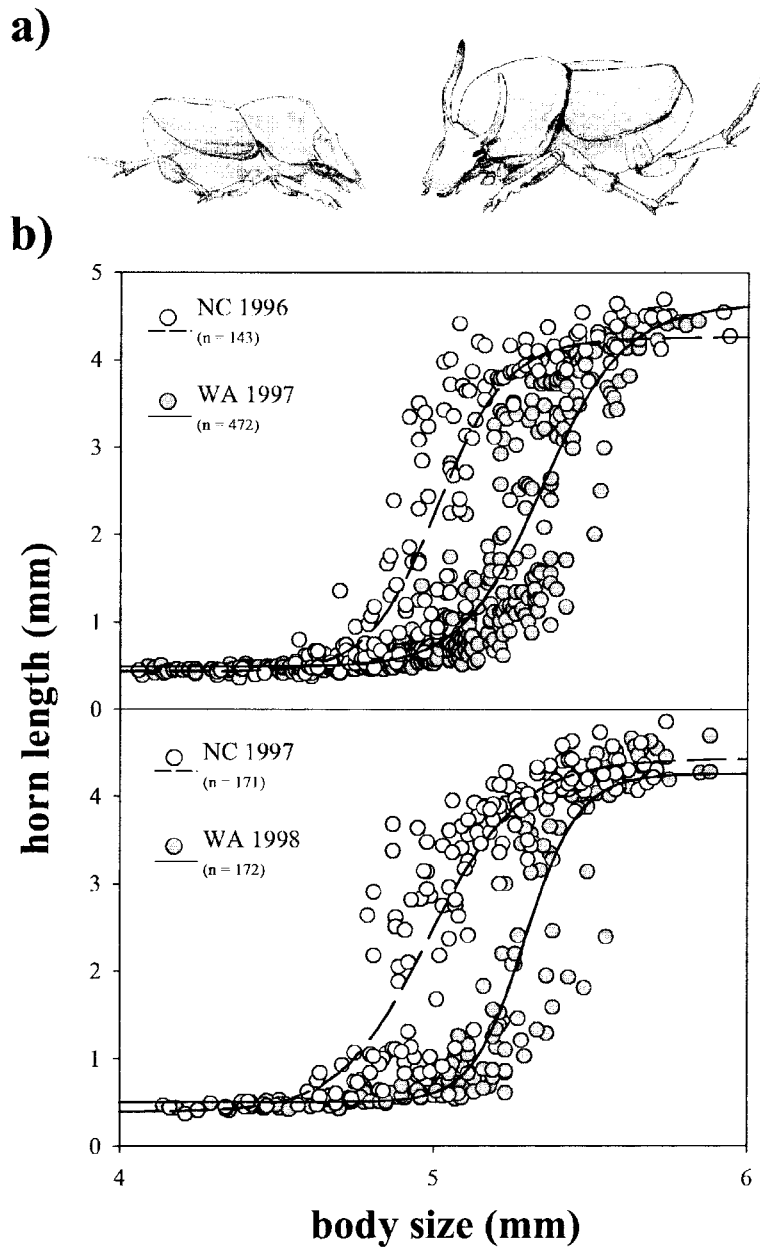 a)
b)
5
NC 1996
(n = 143)
4
WA 1997
(n = 472)
3
2
1
0
NC 1997
(n = 171)
4
WA 1998
(n = 172)
3
2
1
0
4
5
6
horn length (mm)
body size (mm)